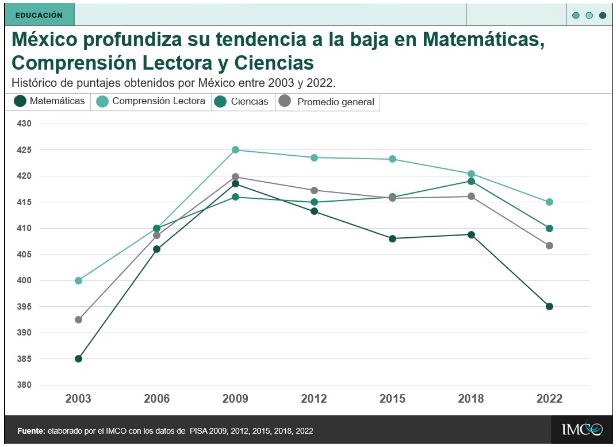 EDUCACIÓN
México profundiza su tendencia a la baja en Matemáticas,
Comprensión Lectora y Ciencias
Histórico de puntajes obtenidos por México entre 2003 y 2022.
Matemáticas Comprensión Lectora Ciencias Promedio general
430
425
420
415
410
405
400
395
390
385
380
2003 2006 2009 2012 2015 2018 2022
Fuente: elaborado por el IMCO con los datos de PISA 2009, 2012, 2015, 2018, 2022
IMCO